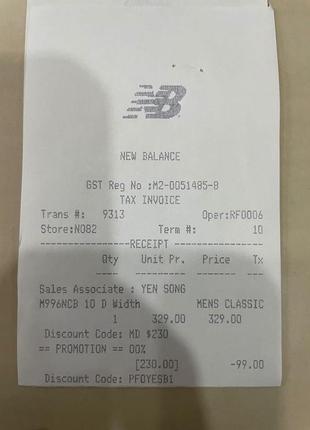 NB
NEW BALANCE
GST Reg No :M2-0051485-8
TAX INVOICE
Trans #: 9313 Oper:RF0006
Store:N082 Term #: 10
----------------RECEIPT----------------
Qty Unit Pr. Price Tx
Sales Associate : YEN SONG
M996NCB 10 D Width MENS CLASSIC
1 329.00 329.00
Discount Code: MD $230
== PROMOTION == 00%
[230.00] -99.00
Discount Code: PFOYESB1